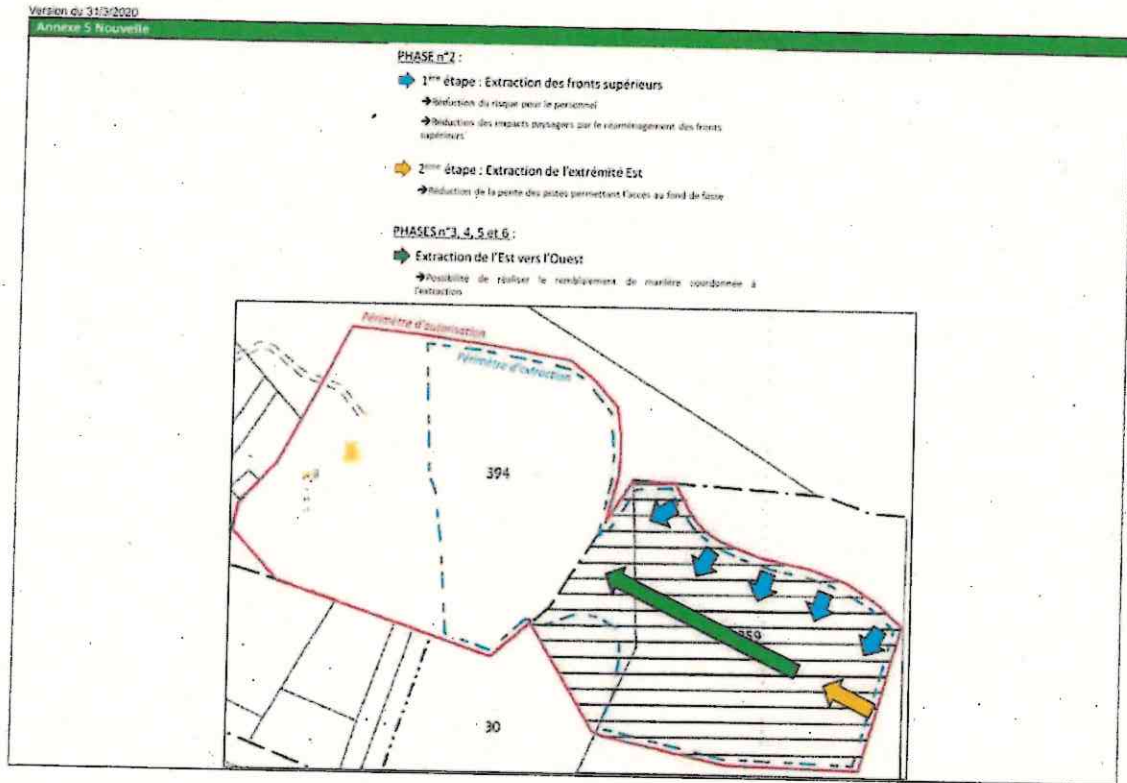 Version du 31/3/2020
Annexe 5 Nouvelle
PHASE n°2 :
1ère étape : Extraction des fronts supérieurs
→Réduction du risque pour le personnel
→Réduction des impacts paysagers par le réaménagement des fronts
supérieurs
2ème étape : Extraction de l'extrémité Est
→Réduction de la pente des pistes permettant l'accès au fond de fosse
PHASES n°3, 4, 5 et 6 :
Extraction de l'Est vers l'Ouest
→Possibilité de réaliser le remblaiement de manière coordonnée à
l'extraction
Périmètre d'autorisation
Périmètre d'extraction
394
359
30